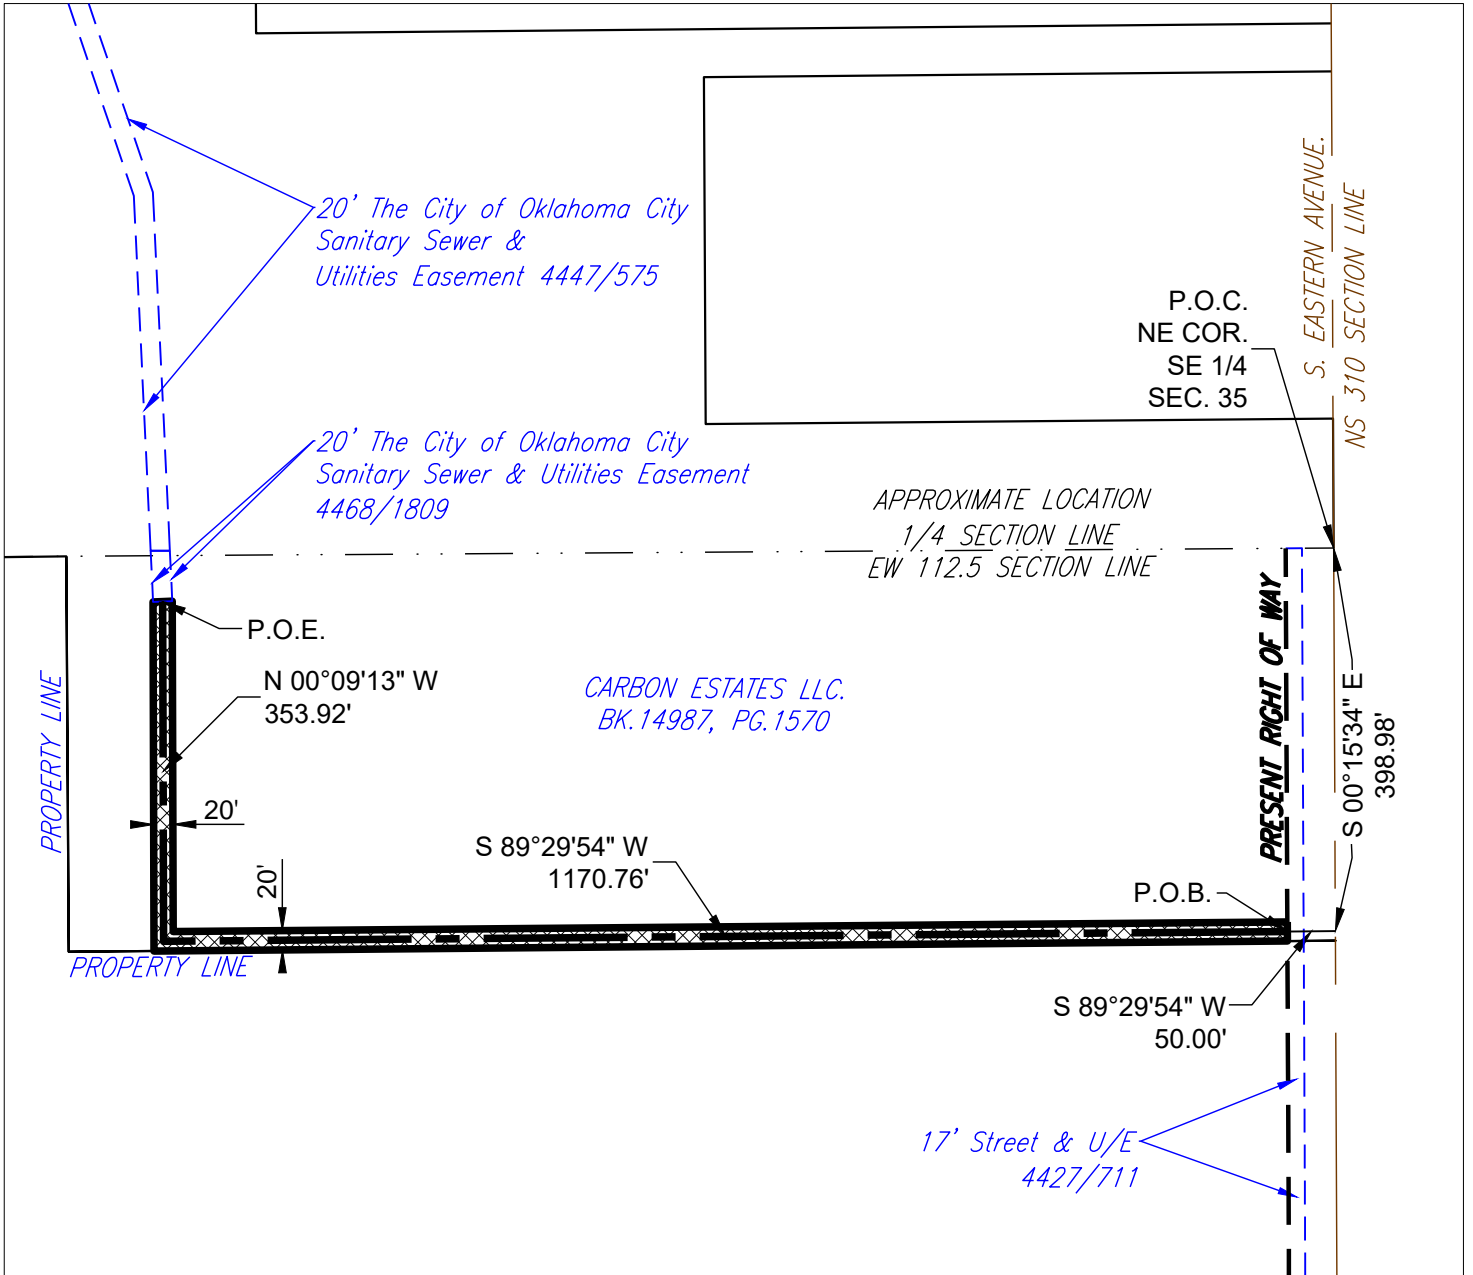 20' The City of Oklahoma City
Sanitary Sewer &
Utilities Easement 4447/575
S. EASTERN AVENUE.
NS 310 SECTION LINE
P.O.C.
NE COR.
SE 1/4
SEC. 35
20' The City of Oklahoma City
Sanitary Sewer & Utilities Easement
4468/1809
APPROXIMATE LOCATION
1/4 SECTION LINE
EW 112.5 SECTION LINE
P.O.E.
N 00°09'13" W
353.92'
CARBON ESTATES LLC.
BK.14987, PG.1570
PRESENT RIGHT OF WAY
S 00°15'34" E
398.98'
PROPERTY LINE
20'
20'
S 89°29'54" W
1170.76'
P.O.B.
PROPERTY LINE
S 89°29'54" W
50.00'
17' Street & U/E
4427/711